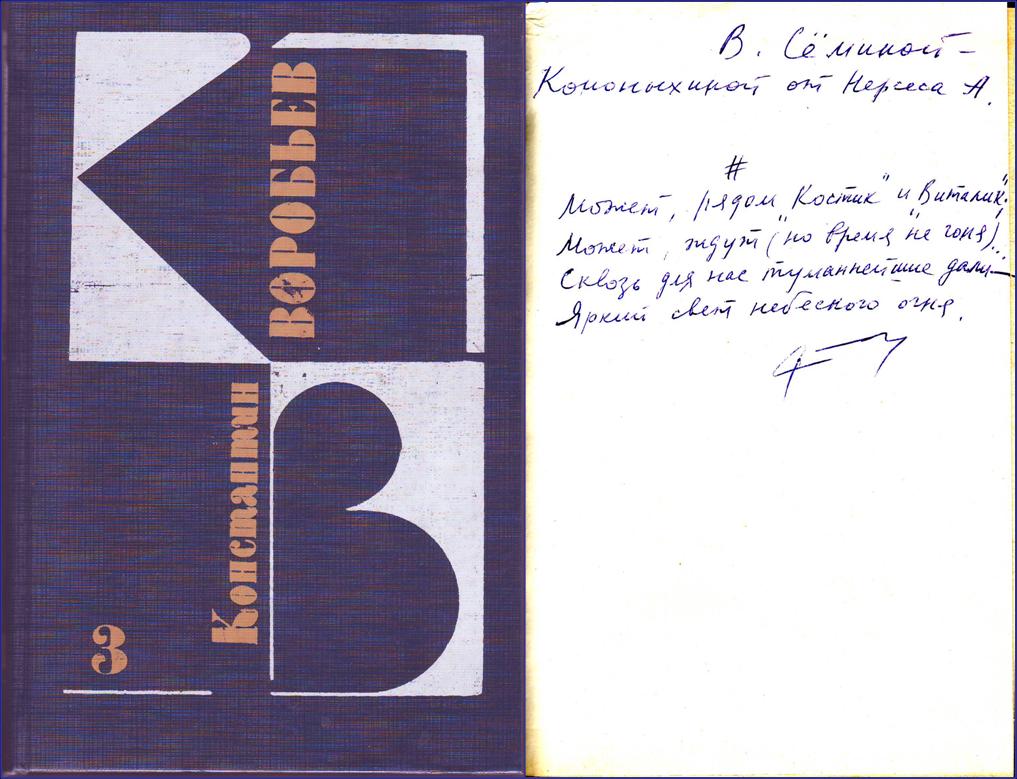 Константин
ВОРОБЬЕВ
3
В. Сёминой-
Кононыхиной от Нерсеса А.
#
Может, рядом "Костик" и "Виталик".
Может, ждут (но время "не гоня")...
Сквозь для нас туманнейшие дали—
Яркий свет небесного огня.